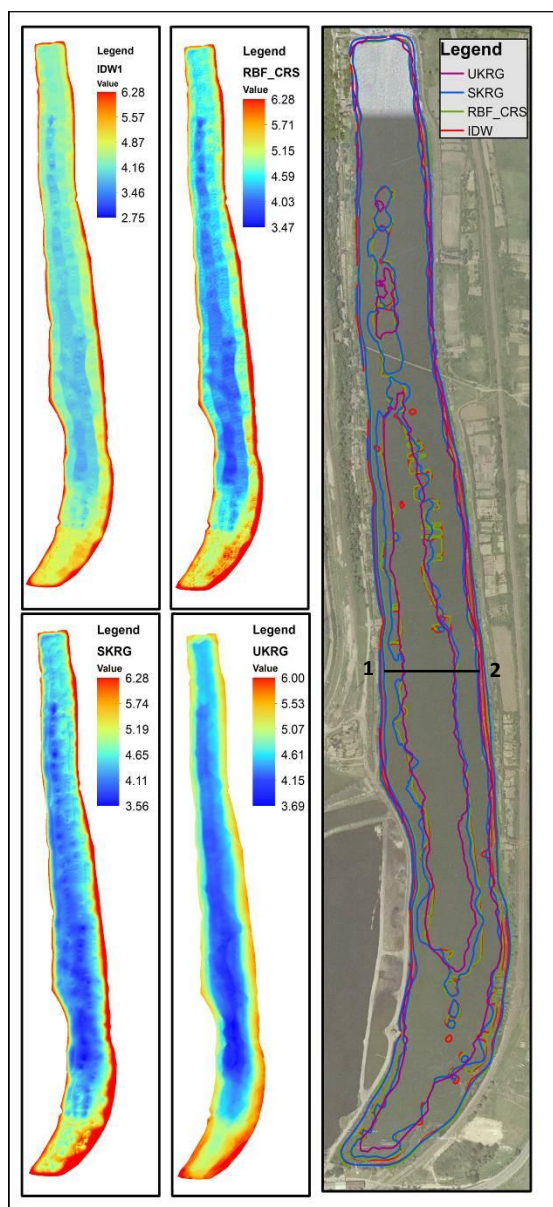 Legend
IDW1
Value
6.28
5.57
4.87
4.16
3.46
2.75
Legend
RBF_CRS
Value
6.28
5.71
5.15
4.59
4.03
3.47
Legend
SKRG
Value
6.28
5.74
5.19
4.65
4.11
3.56
Legend
UKRG
Value
6.00
5.53
5.07
4.61
4.15
3.69
Legend
UKRG
SKRG
RBF_CRS
IDW
1 2